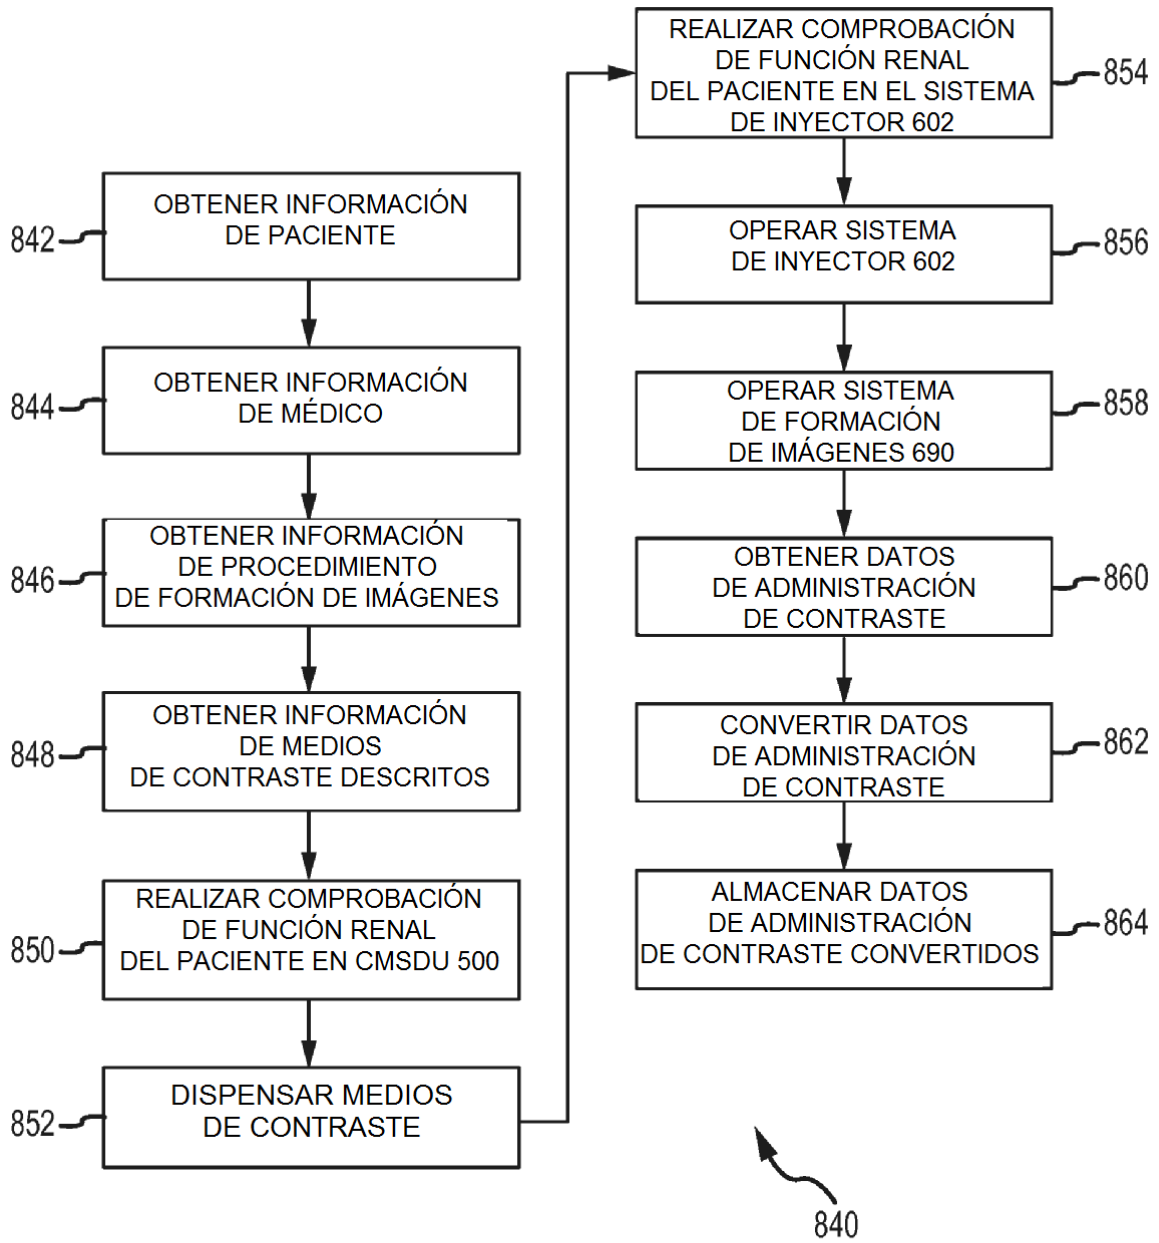 842
OBTENER INFORMACIÓN
DE PACIENTE
844
OBTENER INFORMACIÓN
DE MÉDICO
846
OBTENER INFORMACIÓN
DE PROCEDIMIENTO
DE FORMACIÓN DE IMÁGENES
848
OBTENER INFORMACIÓN
DE MEDIOS
DE CONTRASTE DESCRITOS
850
REALIZAR COMPROBACIÓN
DE FUNCIÓN RENAL
DEL PACIENTE EN CMSDU 500
852
DISPENSAR MEDIOS
DE CONTRASTE
REALIZAR COMPROBACIÓN
DE FUNCIÓN RENAL
DEL PACIENTE EN EL SISTEMA
DE INYECTOR 602
854
OPERAR SISTEMA
DE INYECTOR 602
856
OPERAR SISTEMA
DE FORMACIÓN
DE IMÁGENES 690
858
OBTENER DATOS
DE ADMINISTRACIÓN
DE CONTRASTE
860
CONVERTIR DATOS
DE ADMINISTRACIÓN
DE CONTRASTE
862
ALMACENAR DATOS
DE ADMINISTRACIÓN
DE CONTRASTE CONVERTIDOS
864
840